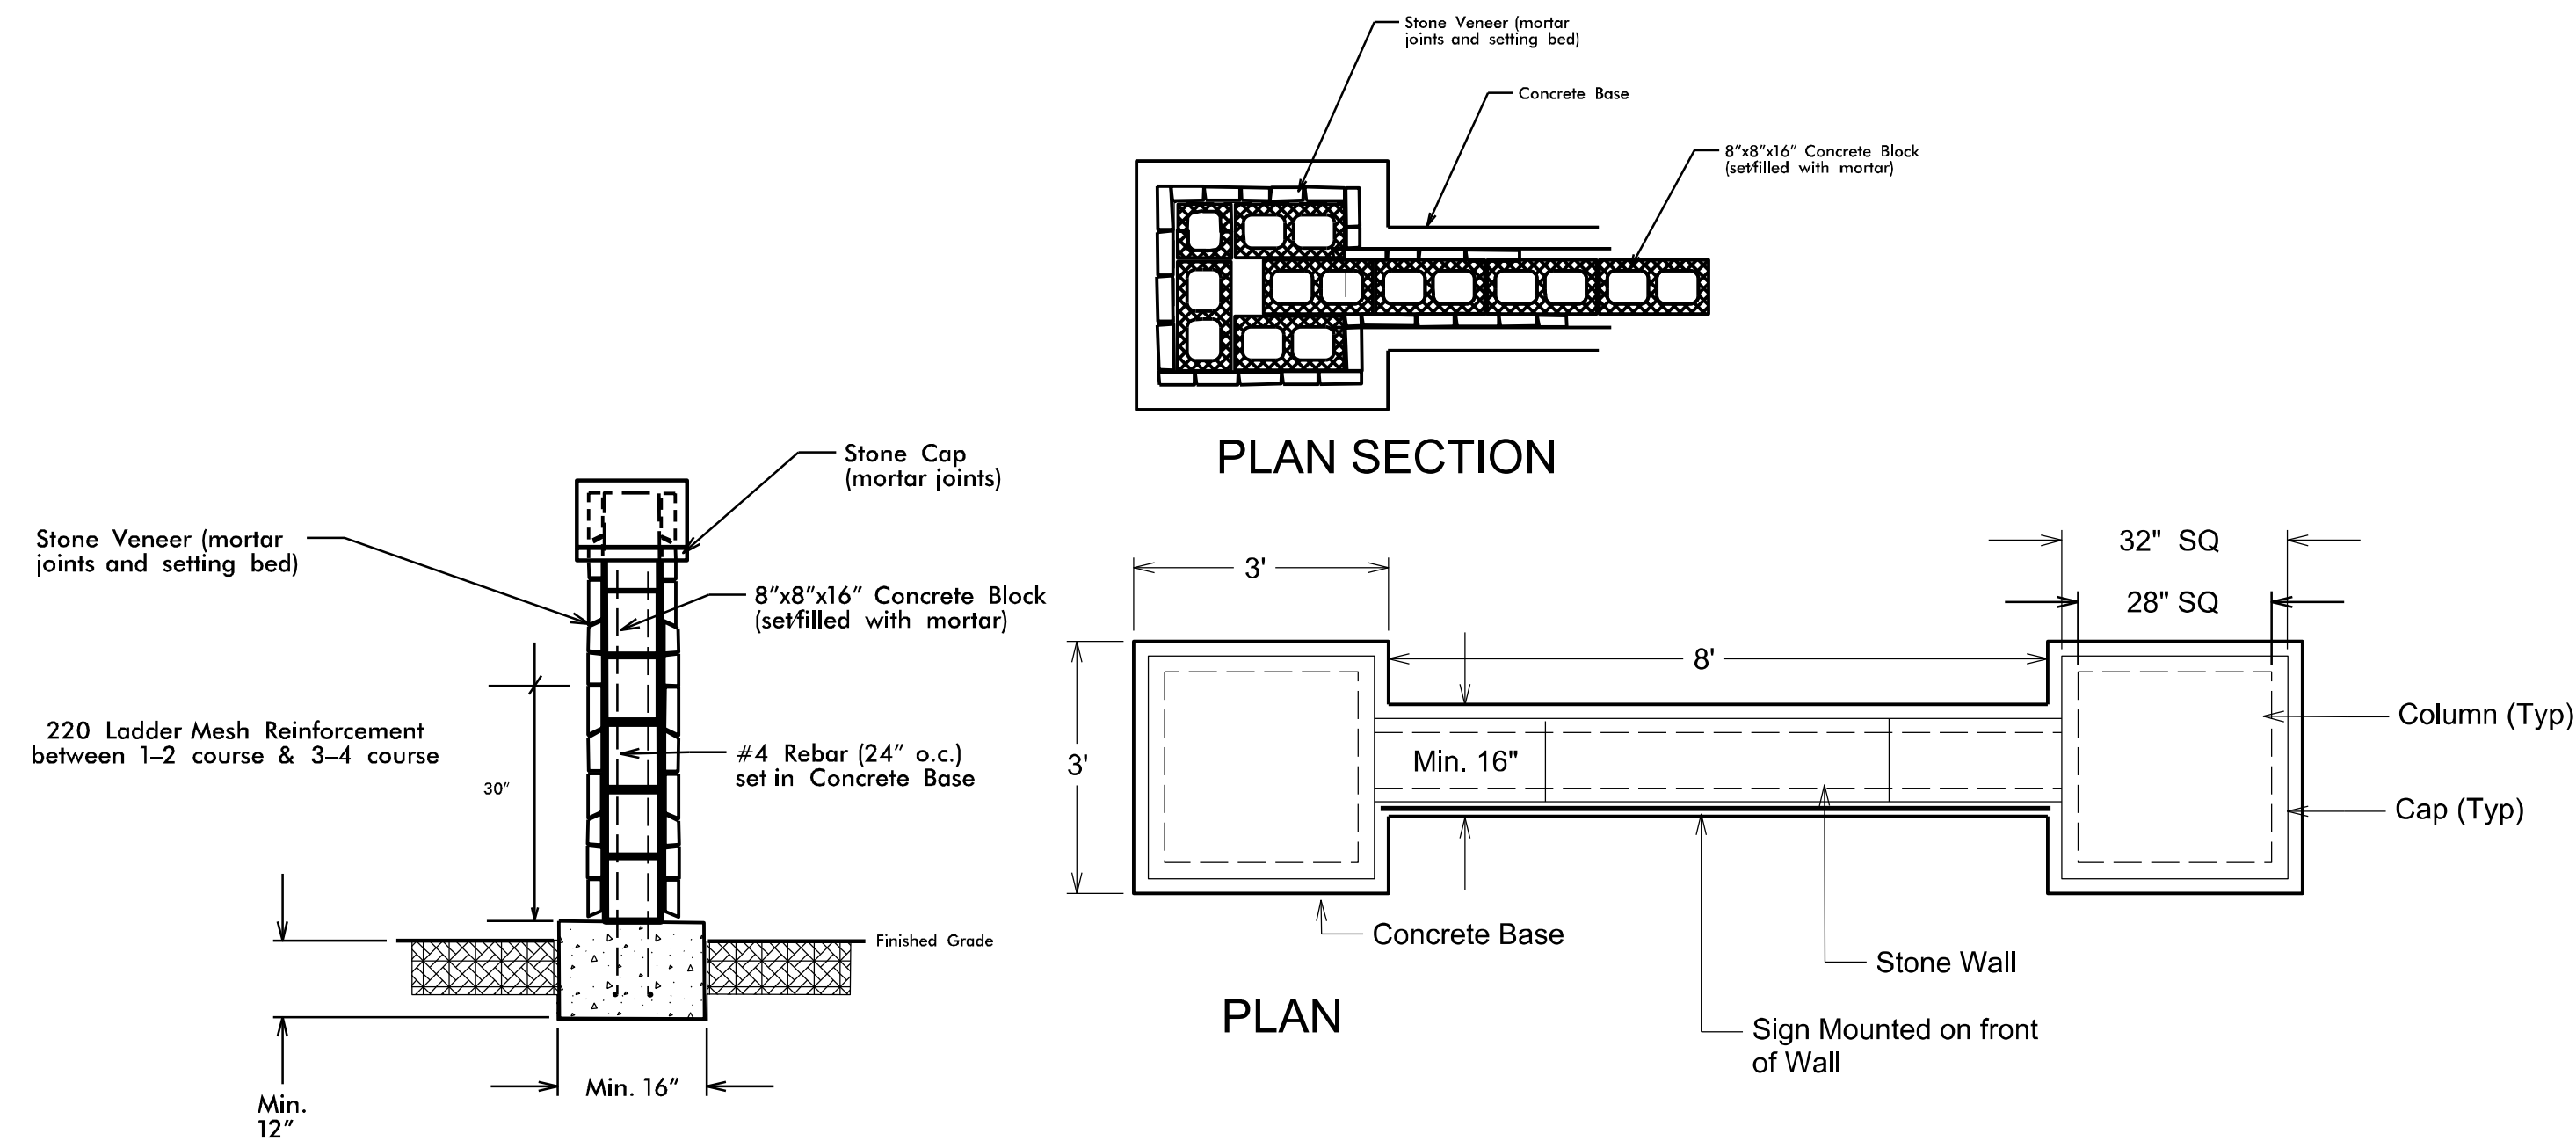 Stone Veneer (mortar
joints and setting bed)
Concrete Base
8"x8"x16" Concrete Block
(set/filled with mortar)
PLAN SECTION
Stone Cap
(mortar joints)
Stone Veneer (mortar
joints and setting bed)
8"x8"x16" Concrete Block
(set/filled with mortar)
220 Ladder Mesh Reinforcement
between 1–2 course & 3–4 course
#4 Rebar (24" o.c.)
set in Concrete Base
30"
Finished Grade
Min. 16"
Min.
12"
32" SQ
28" SQ
3'
8'
3'
Min. 16"
Column (Typ)
Cap (Typ)
Concrete Base
Stone Wall
Sign Mounted on front
of Wall
PLAN